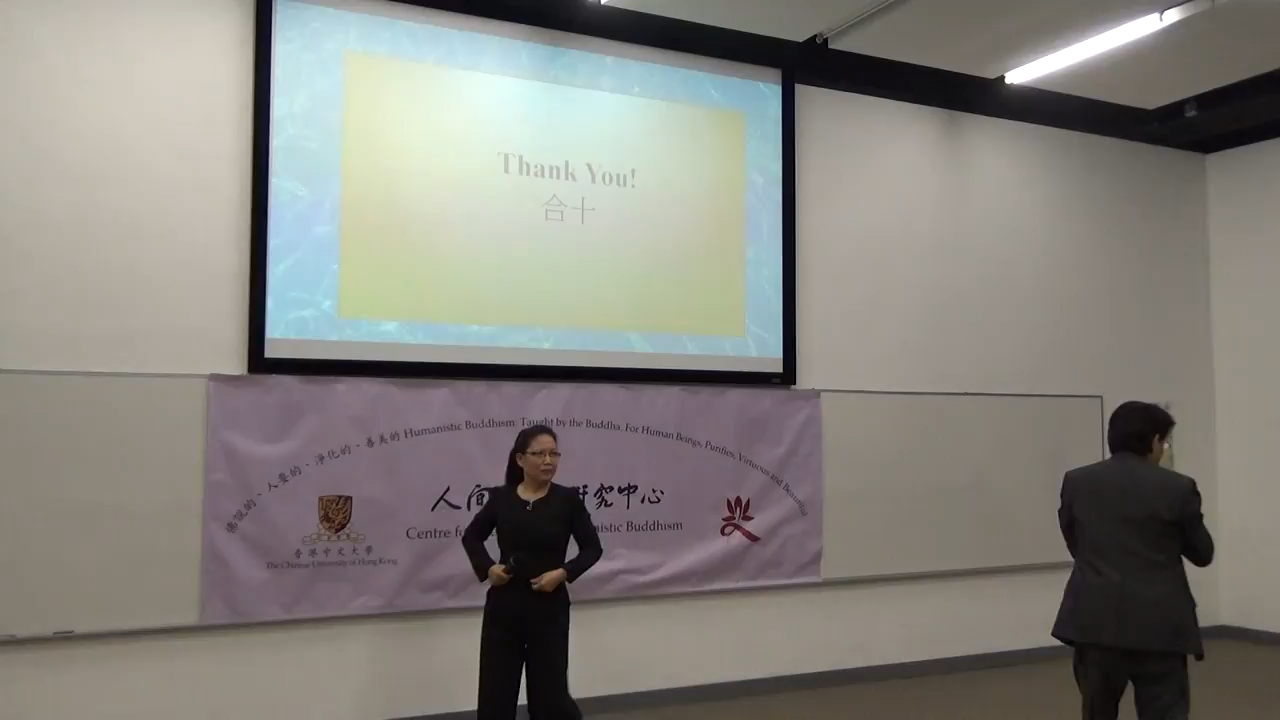 Thank You!
合十
佛說的、人要的、淨化的、善美的 Humanistic Buddhism: Taught by the Buddha, For Human Beings, Purifies, Virtuous and Beautiful
人間 研究中心
Centre for Humanistic Buddhism
香港中文大學
The Chinese University of Hong Kong